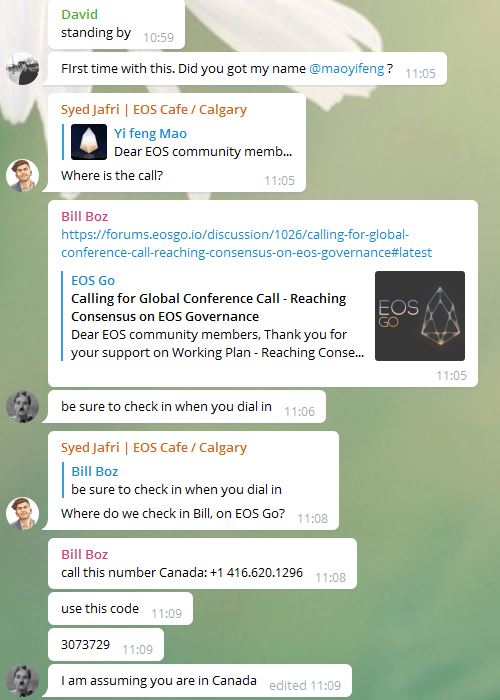 David
standing by 10:59
FIrst time with this. Did you got my name @maoyifeng ? 11:05
Syed Jafri | EOS Cafe / Calgary
Yi feng Mao
Dear EOS community memb...
Where is the call? 11:05
Bill Boz
https://forums.eosgo.io/discussion/1026/calling-for-global-
conference-call-reaching-consensus-on-eos-governance#latest
EOS Go
Calling for Global Conference Call - Reaching
Consensus on EOS Governance
Dear EOS community members, Thank you for
your support on Working Plan - Reaching Conse...
EOS
GO
11:05
be sure to check in when you dial in 11:06
Syed Jafri | EOS Cafe / Calgary
Bill Boz
be sure to check in when you dial in
Where do we check in Bill, on EOS Go? 11:08
Bill Boz
call this number Canada: +1 416.620.1296 11:08
use this code 11:09
3073729 11:09
I am assuming you are in Canada edited 11:09